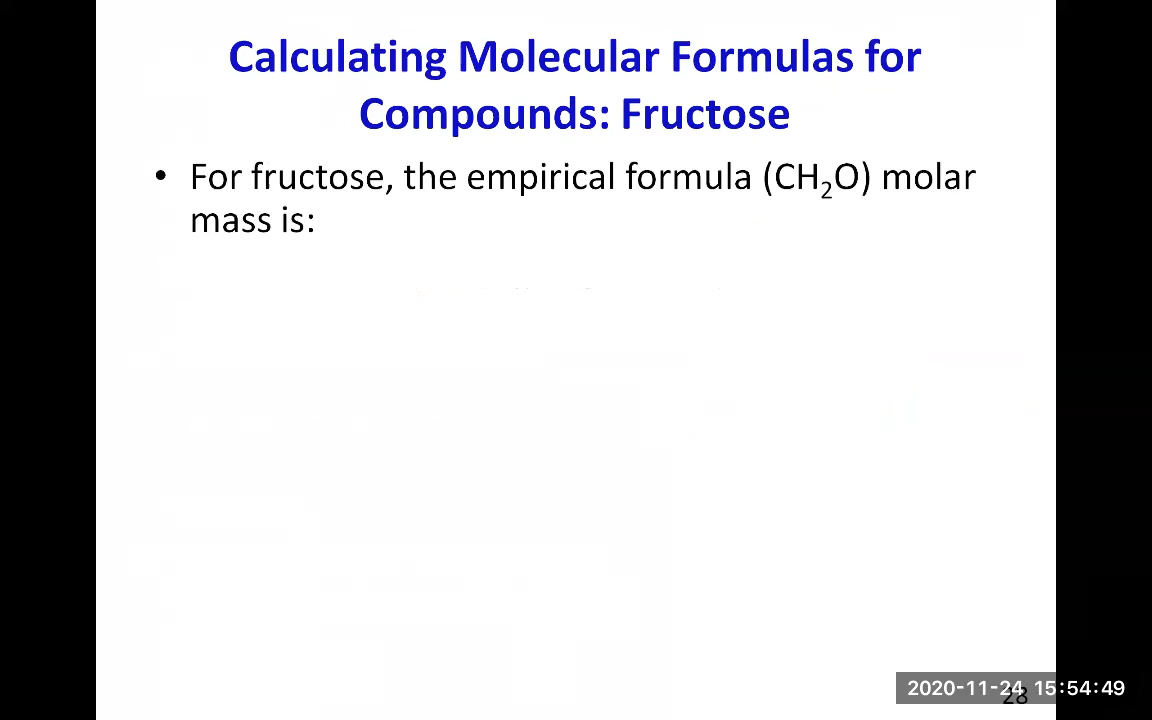 Calculating Molecular Formulas for
Compounds: Fructose
• For fructose, the empirical formula (CH₂O) molar
mass is:
2020-11-24 15:54:49
28